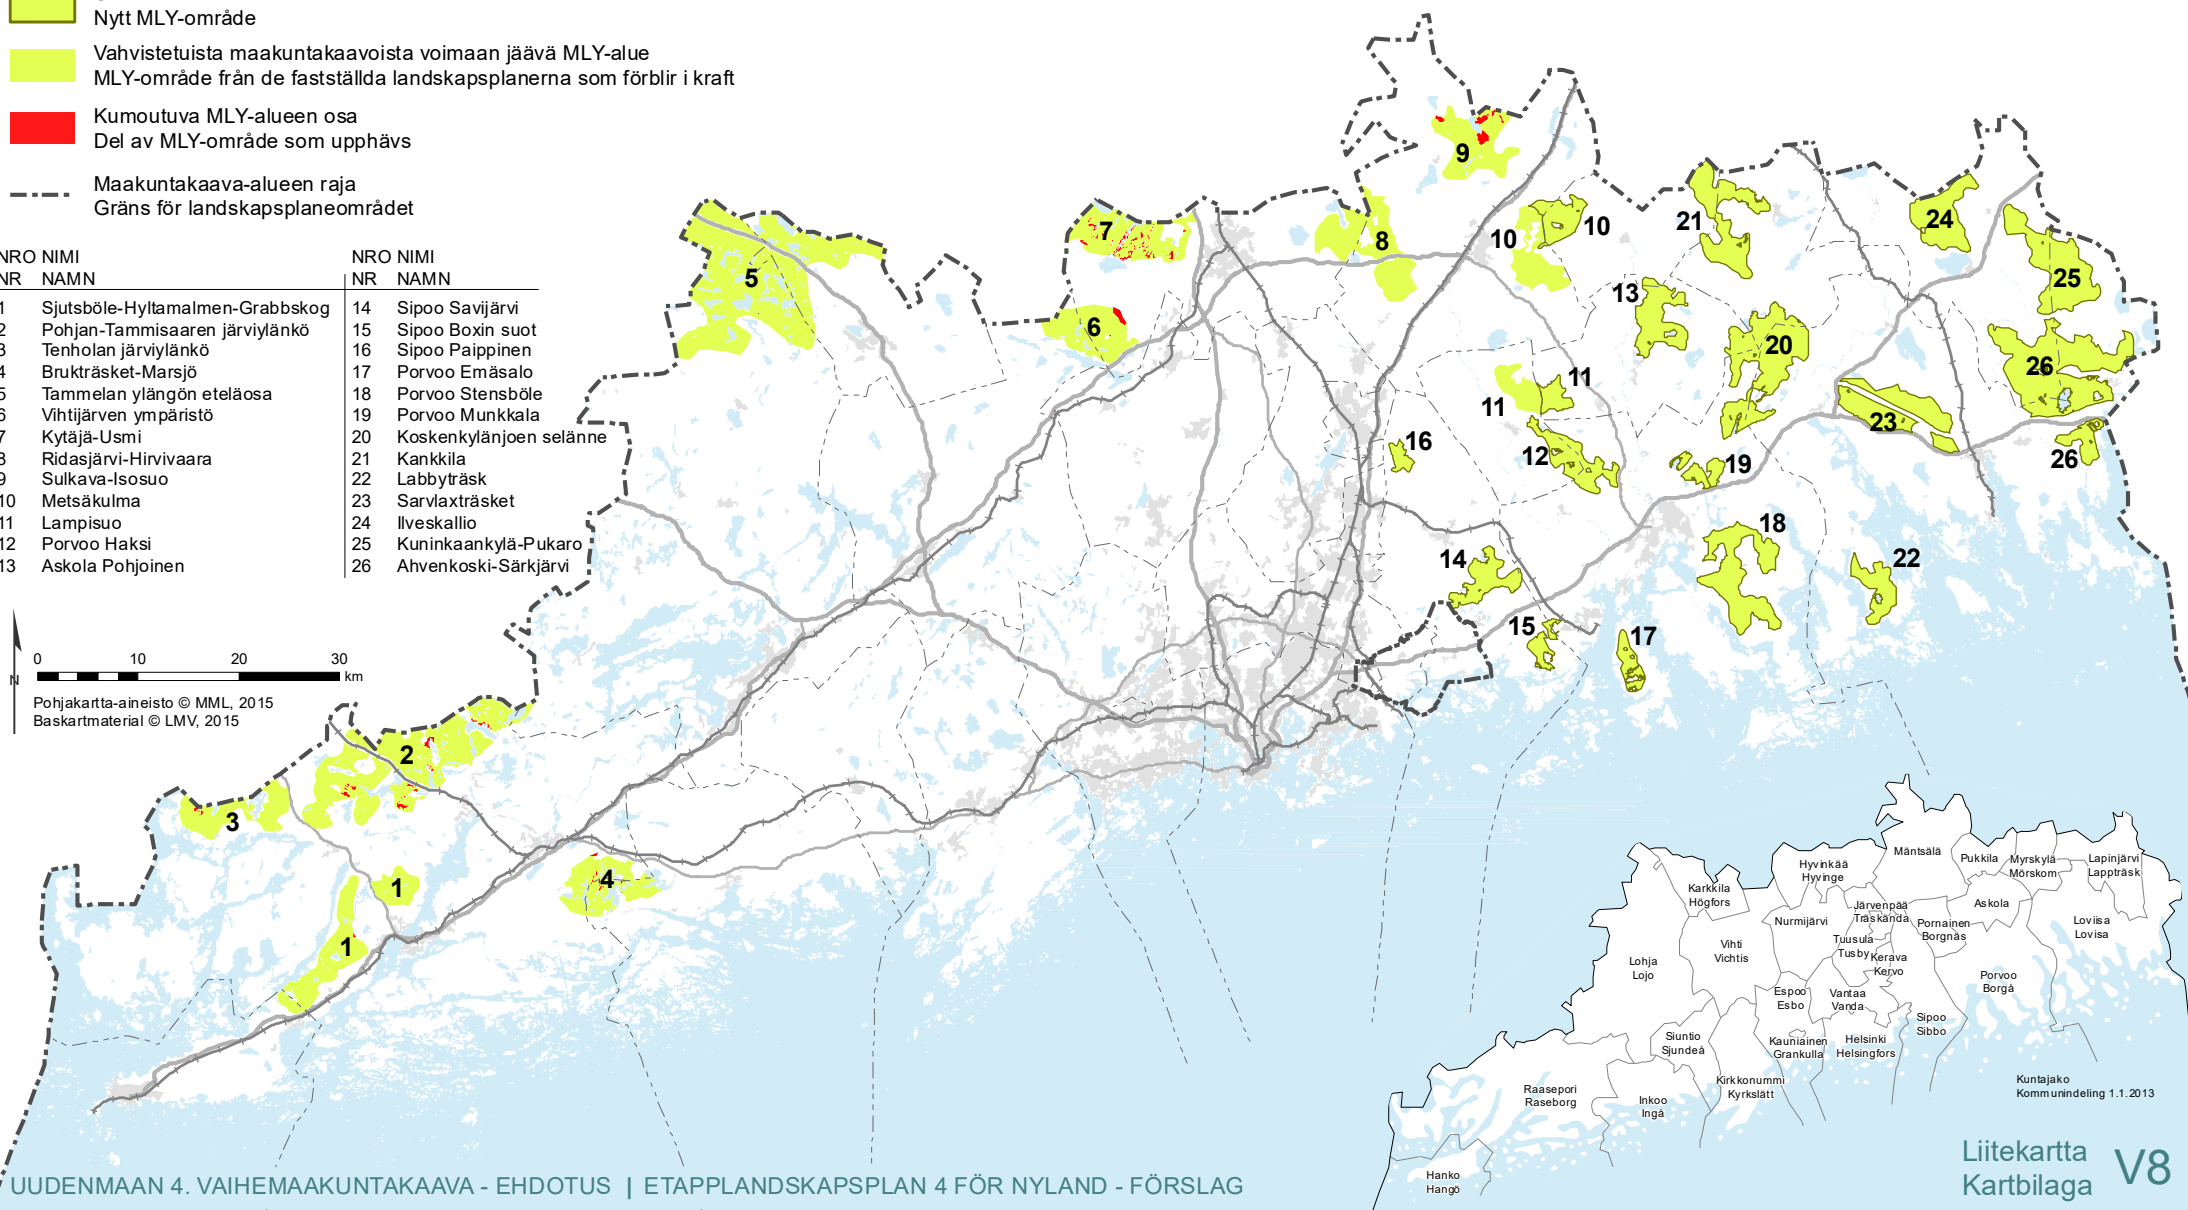 Nytt MLY-område
Vahvistetuista maakuntakaavoista voimaan jäävä MLY-alue
MLY-område från de fastställda landskapsplanerna som förblir i kraft
Kumoutuva MLY-alueen osa
Del av MLY-område som upphävs
Maakuntakaava-alueen raja
Gräns för landskapsplaneområdet
NRO NIMI
NR NAMN
1 Sjutsböle-Hyltamalmen-Grabbskog
2 Pohjan-Tammisaaren järviylänkö
3 Tenholan järviylänkö
4 Brukträsket-Marsjö
5 Tammelan ylängön eteläosa
6 Vihtijärven ympäristö
7 Kytäjä-Usmi
8 Ridasjärvi-Hirvivaara
9 Sulkava-Isosuo
10 Metsäkulma
11 Lampisuo
12 Porvoo Haksi
13 Askola Pohjoinen
NRO NIMI
NR NAMN
14 Sipoo Savijärvi
15 Sipoo Boxin suot
16 Sipoo Paippinen
17 Porvoo Emäsalo
18 Porvoo Stensböle
19 Porvoo Munkkala
20 Koskenkylänjoen selänne
21 Kankkila
22 Labbyträsk
23 Sarvlaxträsket
24 Ilveskallio
25 Kuninkaankylä-Pukaro
26 Ahvenkoski-Särkjärvi
0 10 20 30
km
N
Pohjakartta-aineisto © MML, 2015
Baskartmaterial © LMV, 2015
9
5
7
8
10
10
21
24
25
6
13
20
26
11
11
23
16
12
19
26
18
14
22
15
17
2
3
1
4
1
Mäntsälä
Hyvinkää
Hyvinge
Pukkila
Myrskylä
Mörskom
Lapinjärvi
Lappträsk
Karkkila
Högfors
Järvenpää
Träskända
Askola
Nurmijärvi
Pornainen
Borgnäs
Loviisa
Lovisa
Tuusula
Tusby
Vihti
Vichtis
Kerava
Kervo
Lohja
Lojo
Porvoo
Borgå
Espoo
Esbo
Vantaa
Vanda
Sipoo
Sibbo
Siuntio
Sjundeå
Kauniainen
Grankulla
Helsinki
Helsingfors
Kirkkonummi
Kyrkslätt
Raasepori
Raseborg
Inkoo
Ingå
Hanko
Hangö
Kuntajako
Kommunindeling 1.1.2013
UUDENMAAN 4. VAIHEMAAKUNTAKAAVA - EHDOTUS | ETAPPLANDSKAPSPLAN 4 FÖR NYLAND - FÖRSLAG
Liitekartta
Kartbilaga
V8